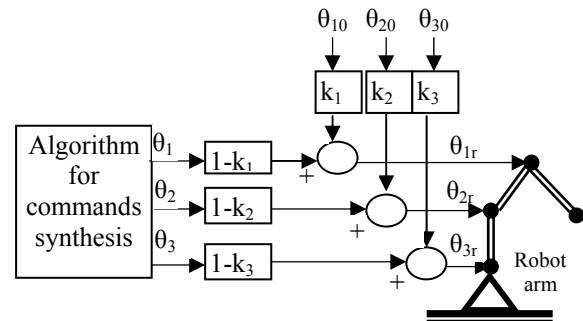 θ10 θ20 θ30
k1 k2 k3
Algorithm
for
commands
synthesis
θ1
1-k1
+
θ1r
θ2
1-k2
+
θ2r
θ3
1-k3
+
θ3r
Robot
arm